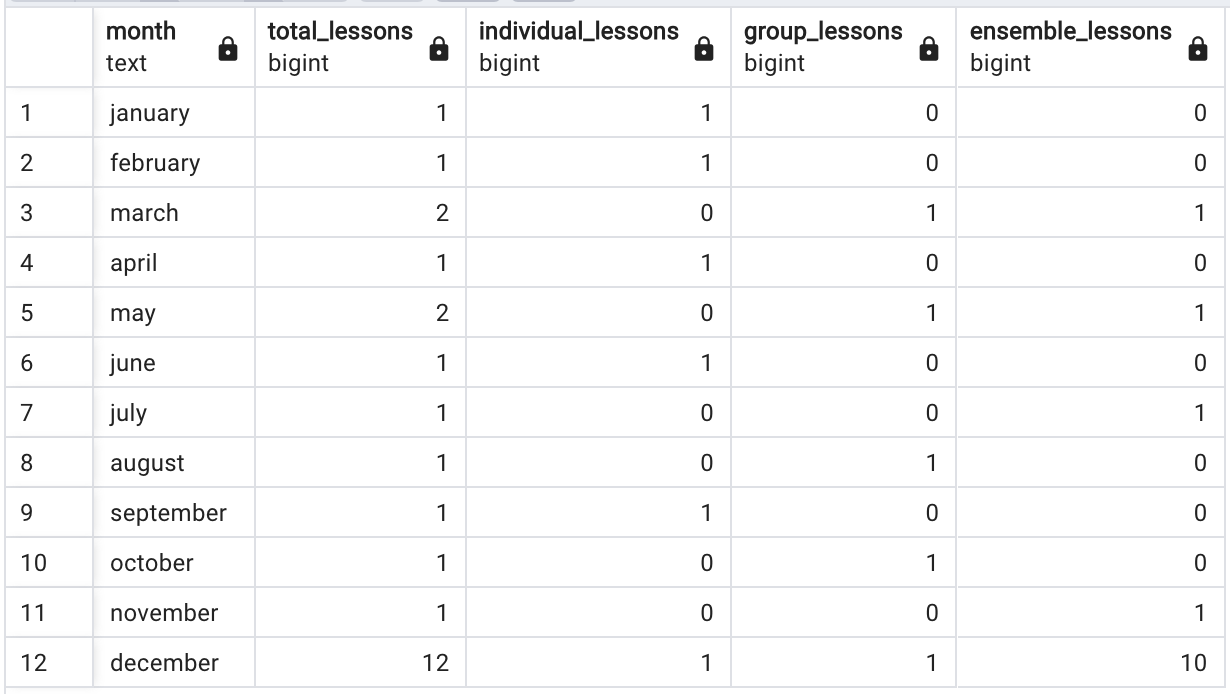 month total_lessons individual_lessons group_lessons ensemble_lessons
text bigint bigint bigint bigint
1 january 1 1 0 0
2 february 1 1 0 0
3 march 2 0 1 1
4 april 1 1 0 0
5 may 2 0 1 1
6 june 1 1 0 0
7 july 1 0 0 1
8 august 1 0 1 0
9 september 1 1 0 0
10 october 1 0 1 0
11 november 1 0 0 1
12 december 12 1 1 10